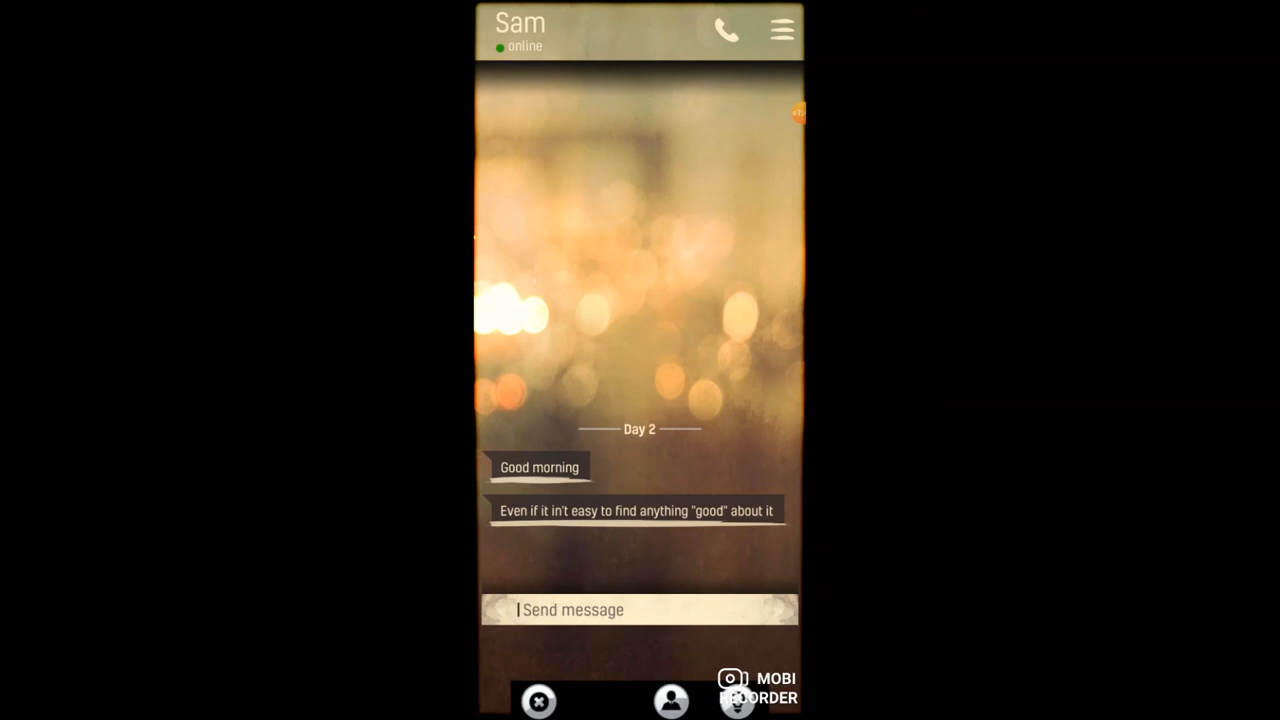 Sam
online
Day 2
Good morning
Even if it in't easy to find anything "good" about it
Send message
MOBI
RECORDER